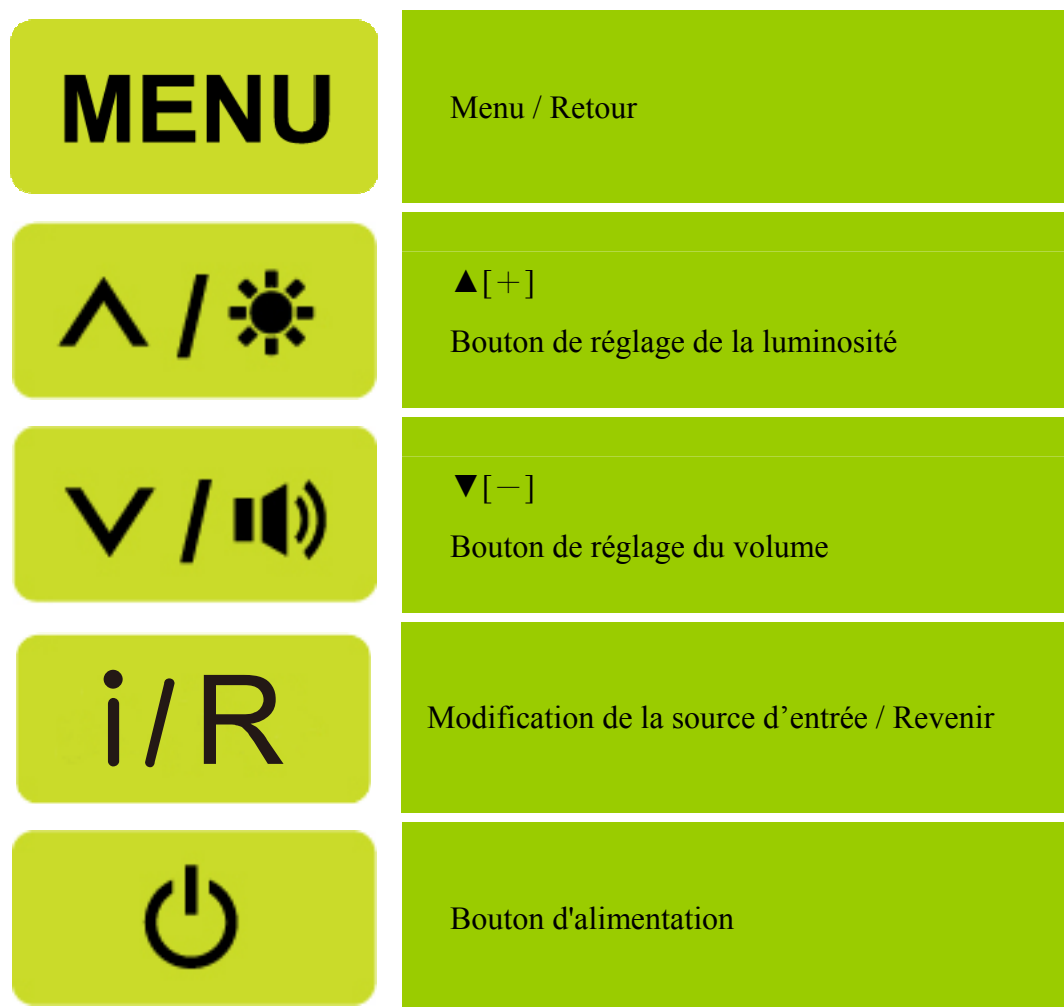 MENU
Menu / Retour
/
▲[+]
Bouton de réglage de la luminosité
/
▼[−]
Bouton de réglage du volume
i/R
Modification de la source d’entrée / Revenir
Bouton d'alimentation